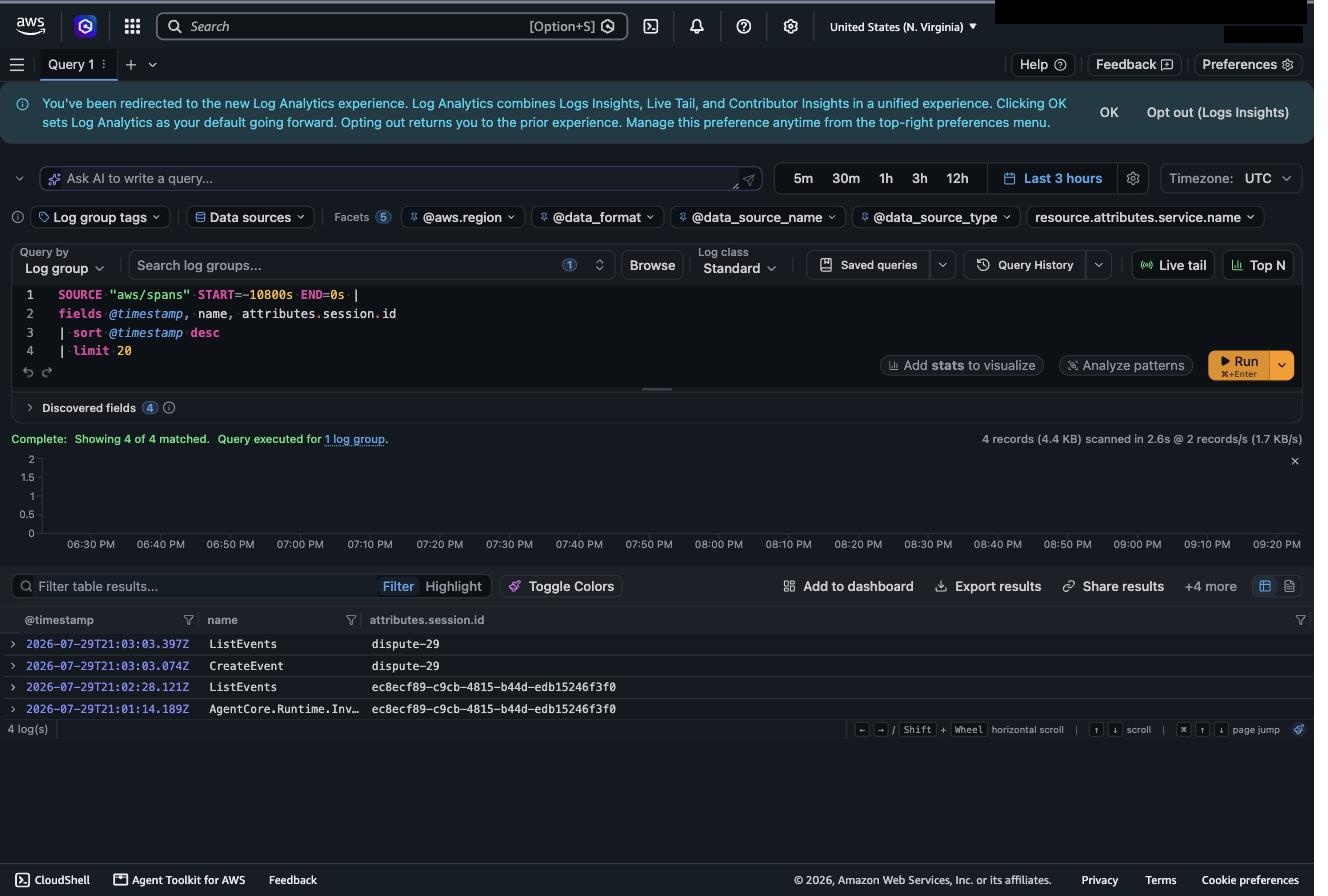 aws
Search [Option+S] United States (N. Virginia)
Query 1 Help Feedback Preferences
You've been redirected to the new Log Analytics experience. Log Analytics combines Logs Insights, Live Tail, and Contributor Insights in a unified experience. Clicking OK
sets Log Analytics as your default going forward. Opting out returns you to the prior experience. Manage this preference anytime from the top-right preferences menu.
OK Opt out (Logs Insights)
Ask AI to write a query... 5m 30m 1h 3h 12h Last 3 hours Timezone: UTC
Log group tags Data sources Facets 5 @aws.region @data_format @data_source_name @data_source_type resource.attributes.service.name
Query by
Log group Search log groups... 1 Browse
Log class
Standard Saved queries Query History Live tail Top N
1 SOURCE "aws/spans" START=-10800s END=0s |
2 fields @timestamp, name, attributes.session.id
3 | sort @timestamp desc
4 | limit 20
Add stats to visualize Analyze patterns Run
⌘+Enter
Discovered fields 4
Complete: Showing 4 of 4 matched. Query executed for 1 log group. 4 records (4.4 KB) scanned in 2.6s @ 2 records/s (1.7 KB/s)
2
1.5
1
0.5
0
06:30 PM 06:40 PM 06:50 PM 07:00 PM 07:10 PM 07:20 PM 07:30 PM 07:40 PM 07:50 PM 08:00 PM 08:10 PM 08:20 PM 08:30 PM 08:40 PM 08:50 PM 09:00 PM 09:10 PM 09:20 PM
Filter table results... Filter Highlight Toggle Colors Add to dashboard Export results Share results +4 more
@timestamp name attributes.session.id
2026-07-29T21:03:03.397Z ListEvents dispute-29
2026-07-29T21:03:03.074Z CreateEvent dispute-29
2026-07-29T21:02:28.121Z ListEvents ec8ecf89-c9cb-4815-b44d-edb15246f3f0
2026-07-29T21:01:14.189Z AgentCore.Runtime.Inv… ec8ecf89-c9cb-4815-b44d-edb15246f3f0
4 log(s) ← → / Shift + Wheel horizontal scroll | ↑ ↓ scroll | ⌘ ↑ ↓ page jump
CloudShell Agent Toolkit for AWS Feedback © 2026, Amazon Web Services, Inc. or its affiliates. Privacy Terms Cookie preferences